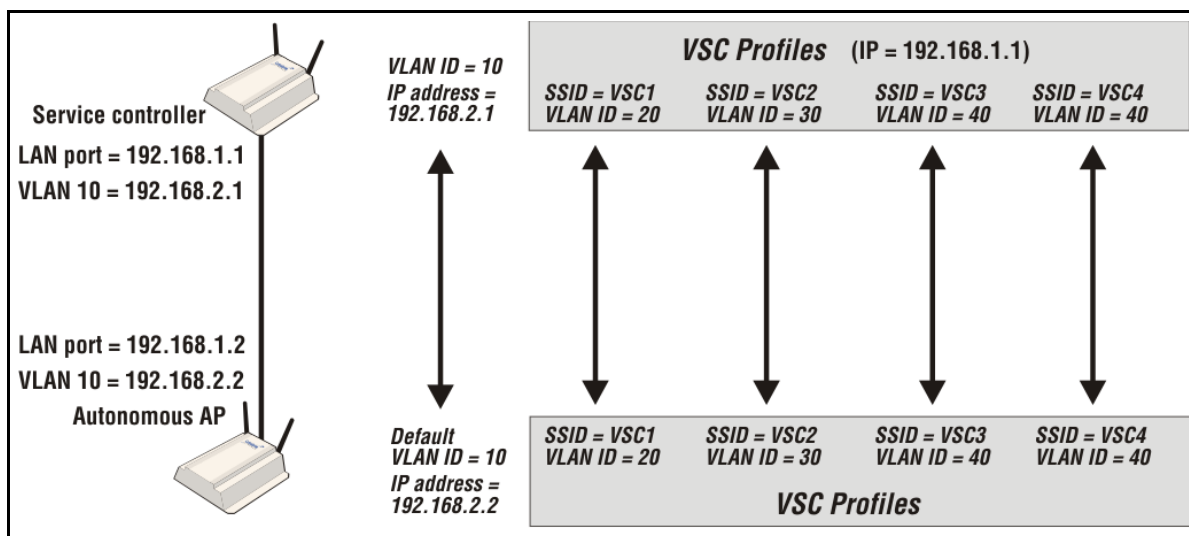 Service controller
LAN port = 192.168.1.1
VLAN 10 = 192.168.2.1
LAN port = 192.168.1.2
VLAN 10 = 192.168.2.2
Autonomous AP
VLAN ID = 10
IP address =
192.168.2.1
Default
VLAN ID = 10
IP address =
192.168.2.2
VSC Profiles (IP = 192.168.1.1)
SSID = VSC1
VLAN ID = 20
SSID = VSC2
VLAN ID = 30
SSID = VSC3
VLAN ID = 40
SSID = VSC4
VLAN ID = 40
SSID = VSC1
VLAN ID = 20
SSID = VSC2
VLAN ID = 30
SSID = VSC3
VLAN ID = 40
SSID = VSC4
VLAN ID = 40
VSC Profiles